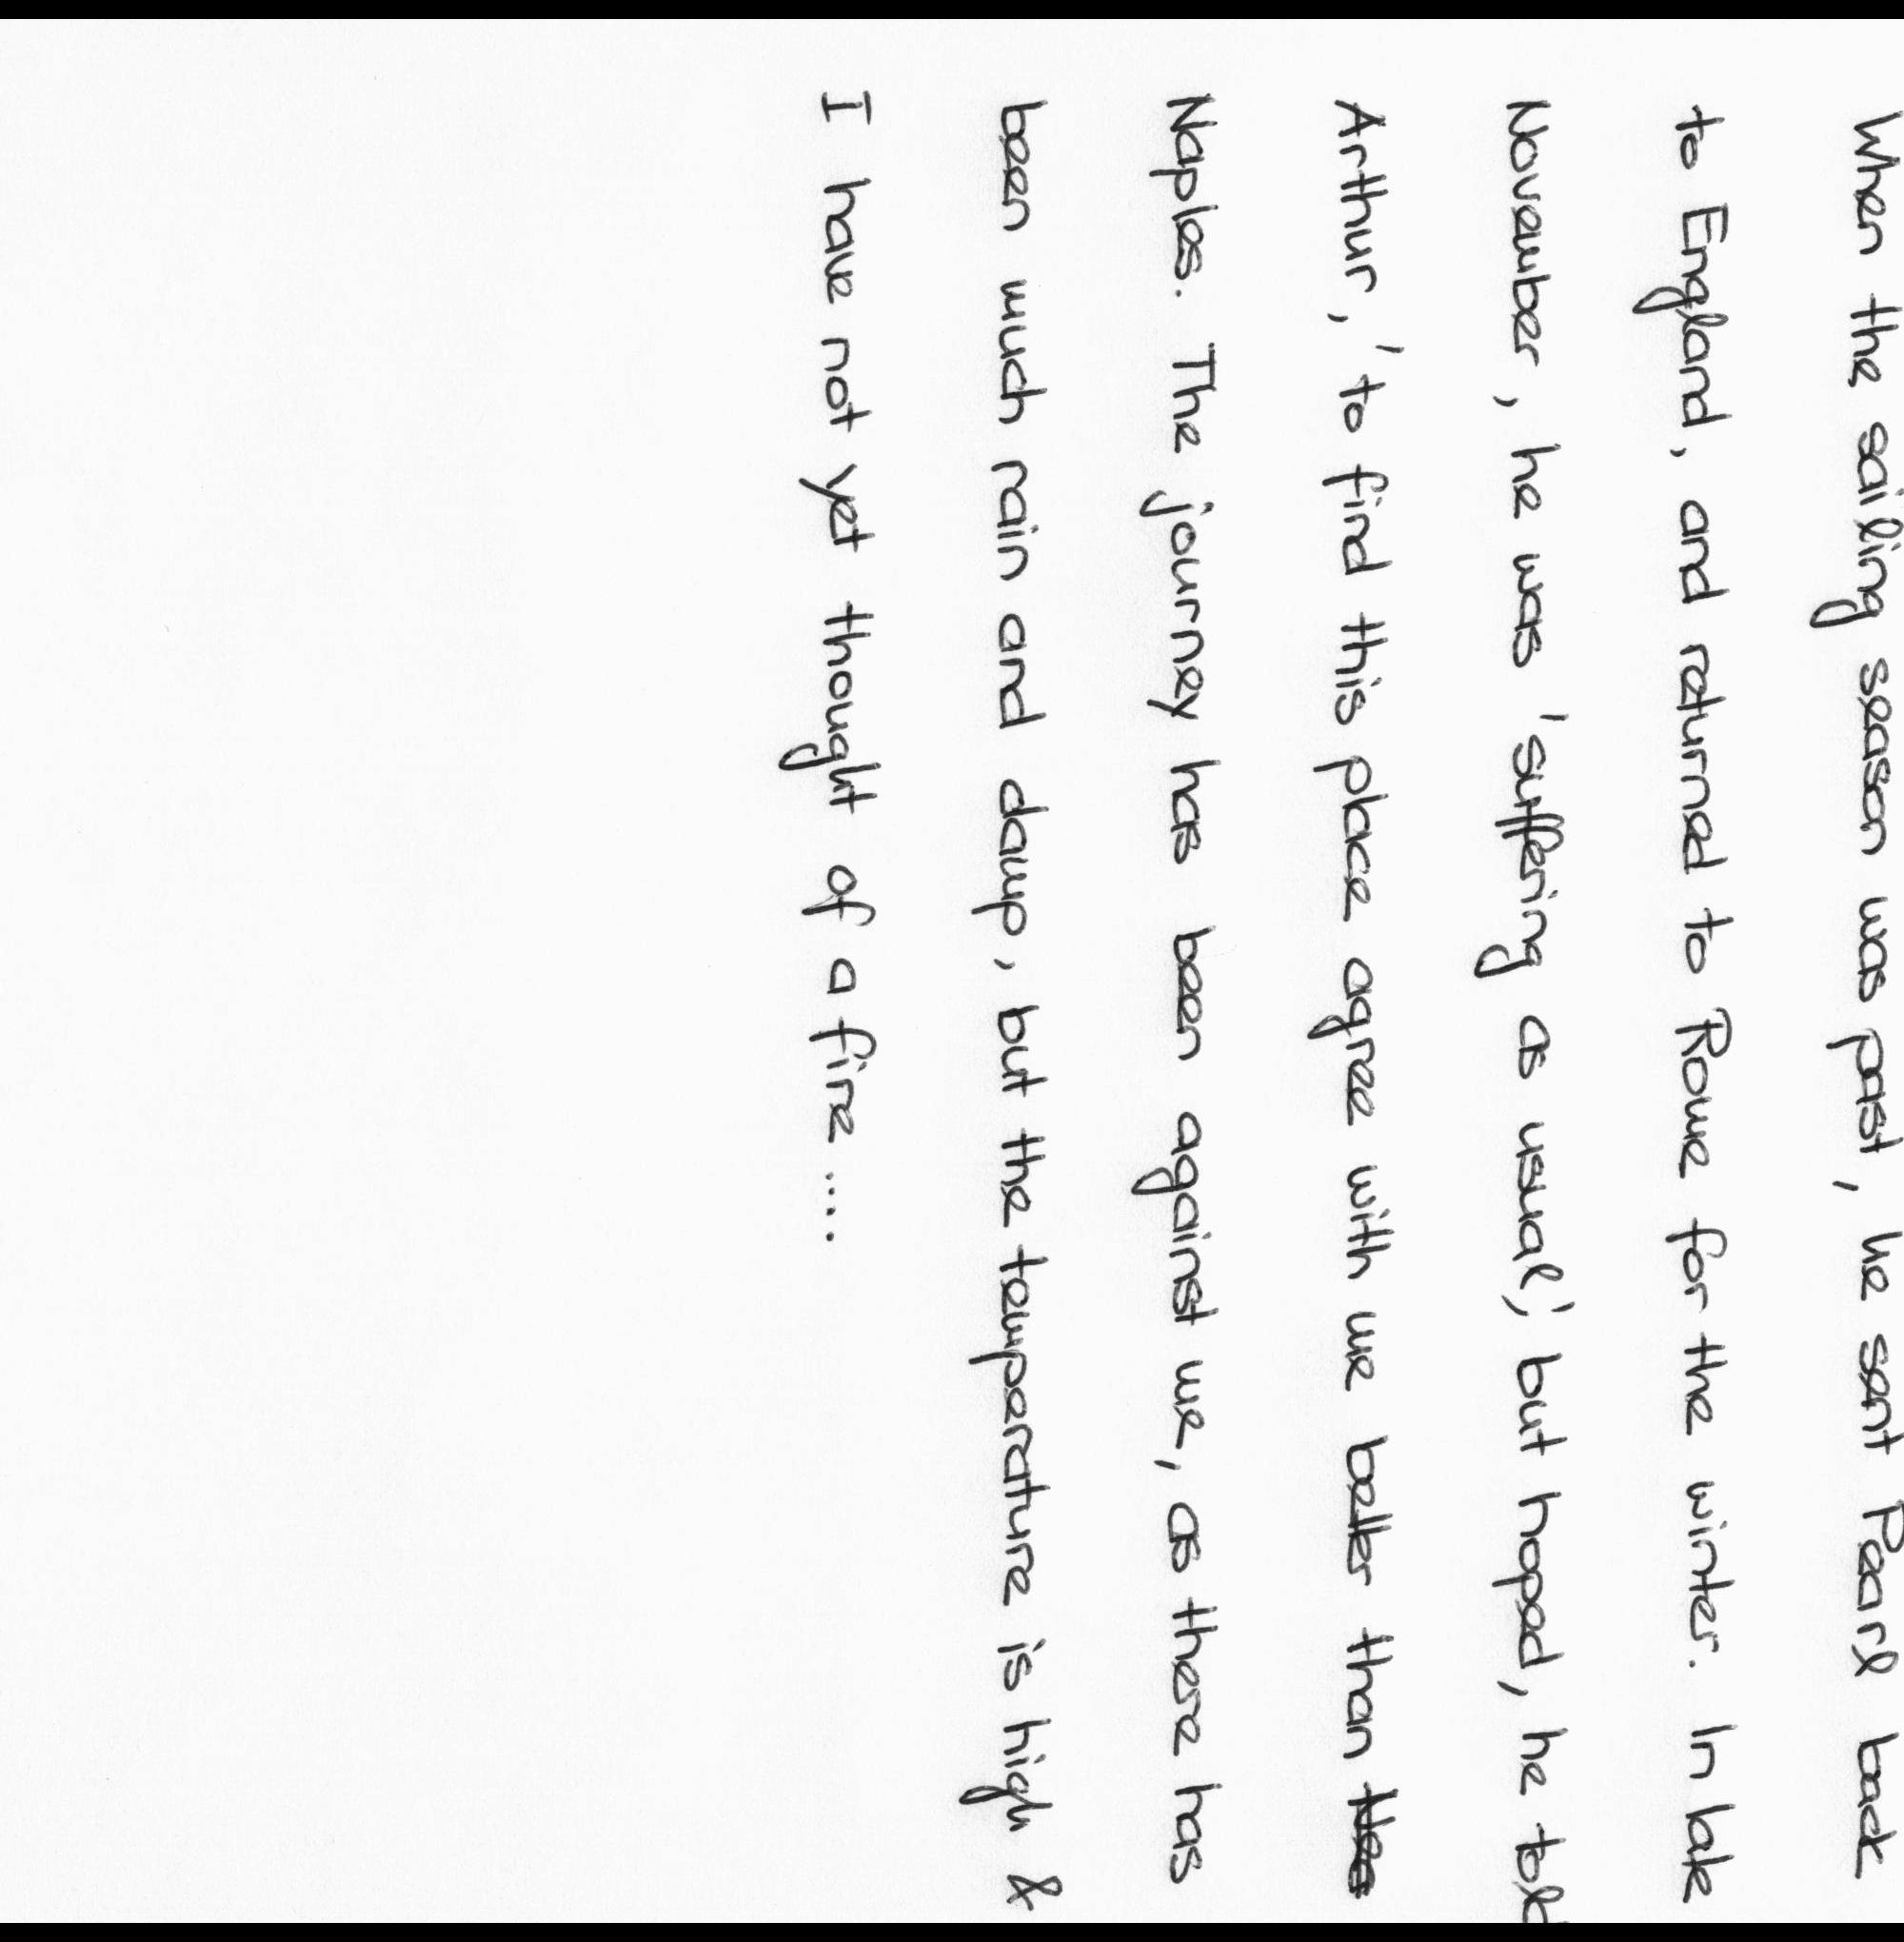 When the sailing season was past, he sent Pearl back
to England, and returned to Rome for the winter. In late
November, he was 'suffering as usual', but hoped, he told
Arthur, 'to find this place agree with me better than
Naples. The journey has been against me, as there has
been much rain and damp, but the temperature is high &
I have not yet thought of a fire ....